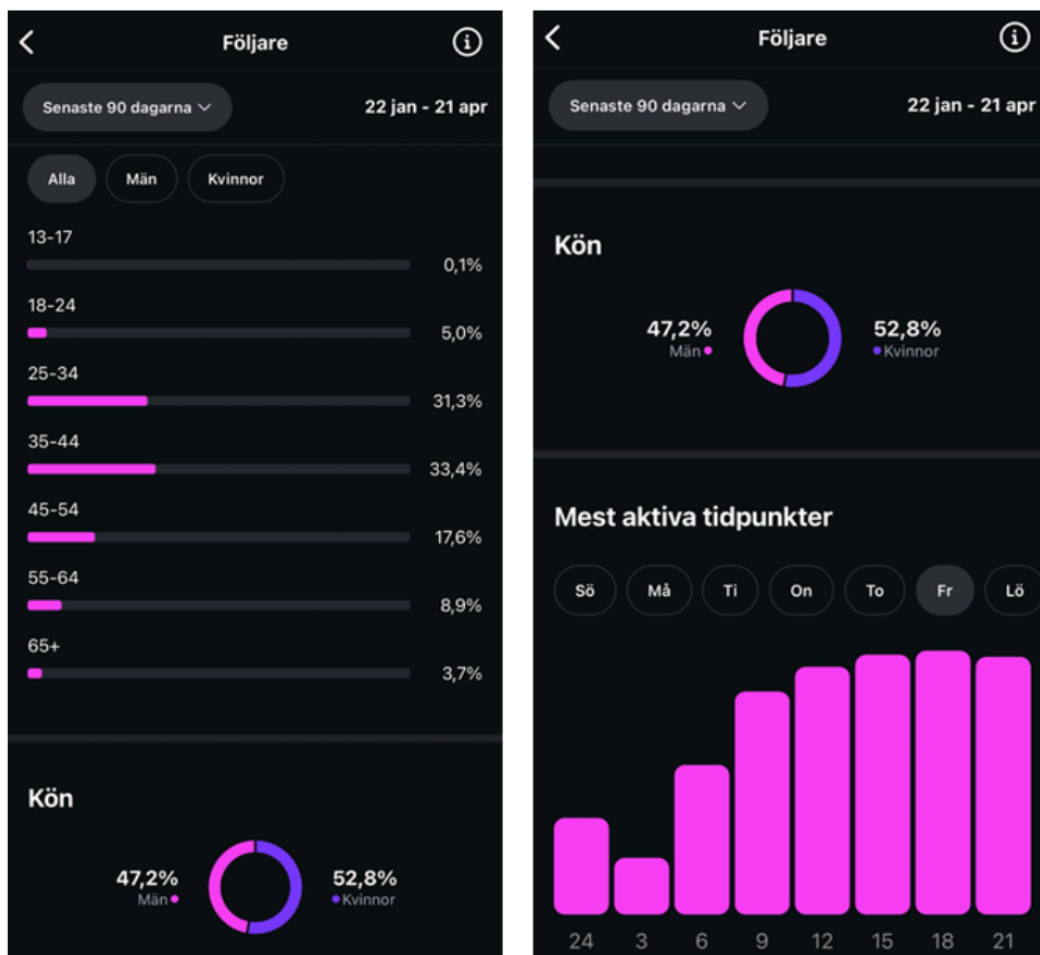 Följare
Senaste 90 dagarna
22 jan - 21 apr
Alla
Män
Kvinnor
13-17
0,1%
18-24
5,0%
25-34
31,3%
35-44
33,4%
45-54
17,6%
55-64
8,9%
65+
3,7%
Kön
47,2%
Män
52,8%
Kvinnor
Följare
Senaste 90 dagarna
22 jan - 21 apr
Kön
47,2%
Män
52,8%
Kvinnor
Mest aktiva tidpunkter
Sö Må Ti On To Fr Lö
24 3 6 9 12 15 18 21